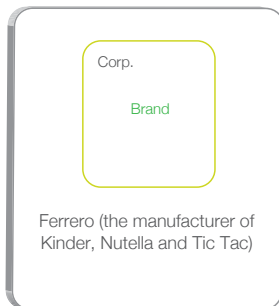 Corp.
Brand
Ferrero (the manufacturer of
Kinder, Nutella and Tic Tac)